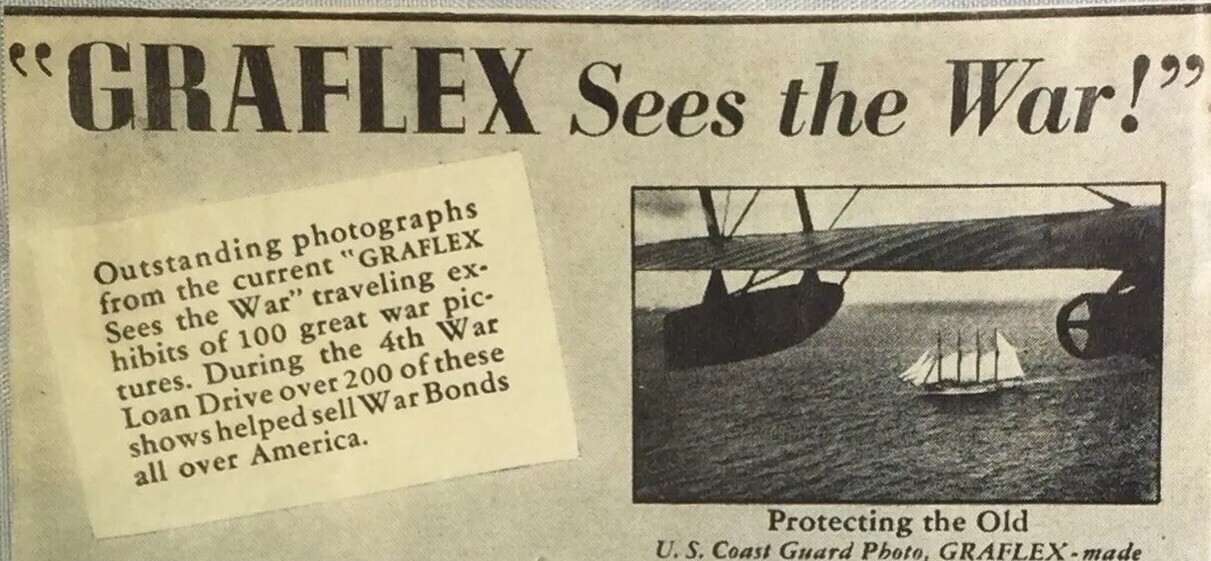 “GRAFLEX Sees the War!”
Outstanding photographs
from the current “GRAFLEX
Sees the War” traveling ex-
hibits of 100 great war pic-
tures. During the 4th War
Loan Drive over 200 of these
shows helped sell War Bonds
all over America.
Protecting the Old
U. S. Coast Guard Photo, GRAFLEX-made